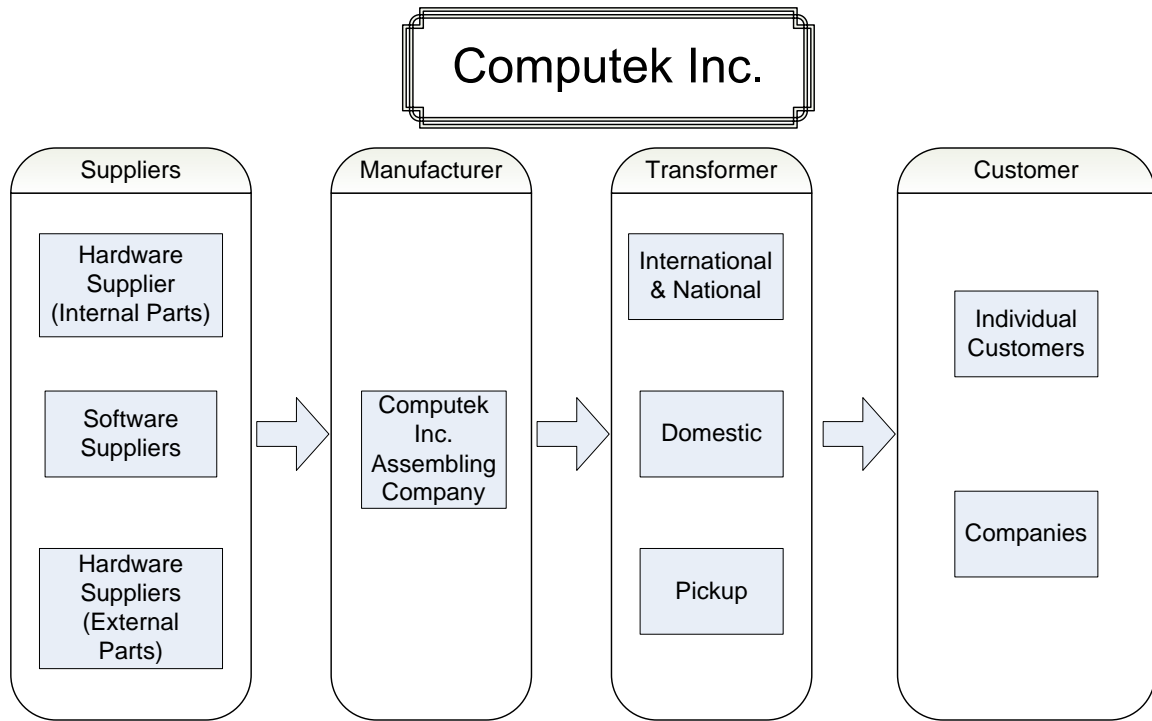 Computek Inc.
Suppliers
Hardware
Supplier
(Internal Parts)
Software
Suppliers
Hardware
Suppliers
(External
Parts)
Manufacturer
Computek
Inc.
Assembling
Company
Transformer
International
& National
Domestic
Pickup
Customer
Individual
Customers
Companies